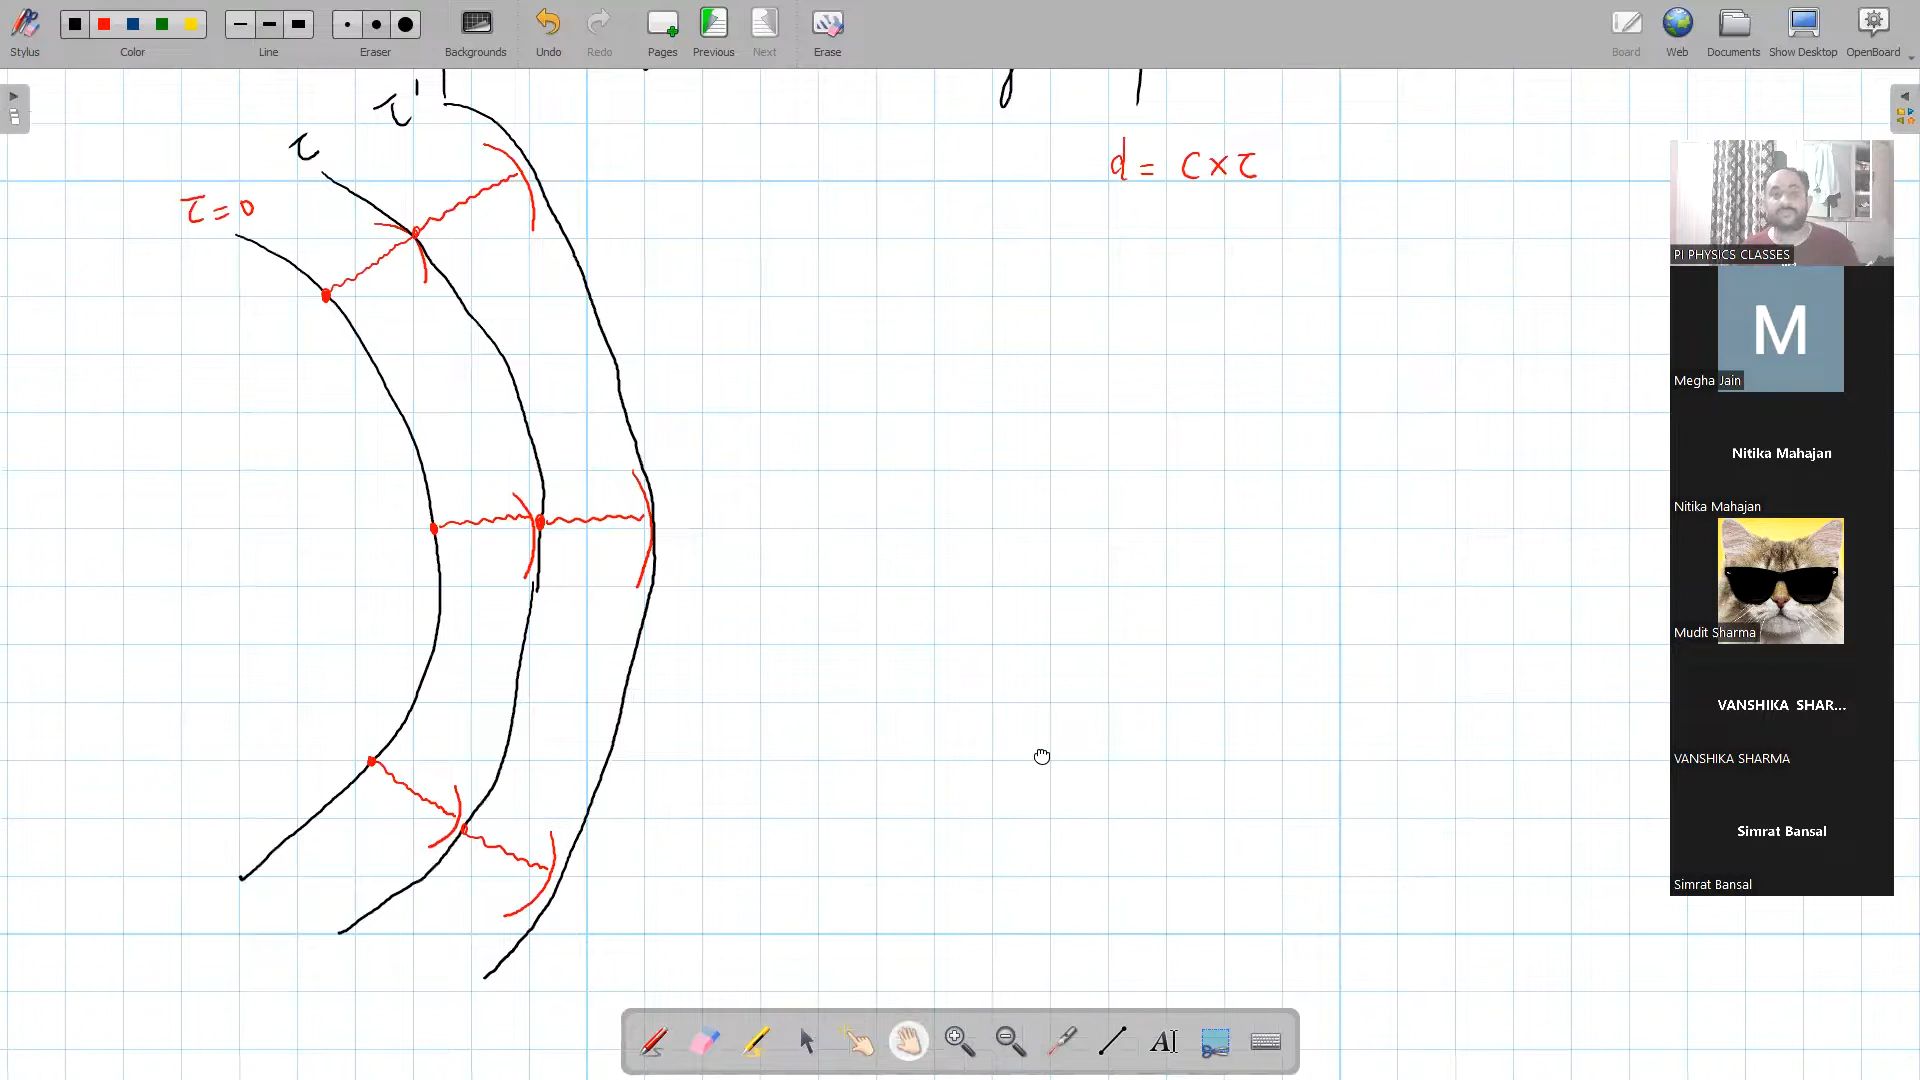 Stylus
Color
Line
Eraser
Backgrounds
Undo
Redo
Pages
Previous
Next
Erase
Board
Web
Documents
Show Desktop
OpenBoard
τ'
τ
τ=0
d = c×τ
PI PHYSICS CLASSES
M
Megha Jain
Nitika Mahajan
Nitika Mahajan
Mudit Sharma
VANSHIKA SHAR...
VANSHIKA SHARMA
Simrat Bansal
Simrat Bansal
AI